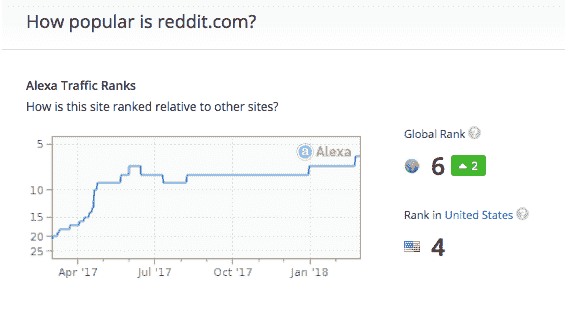 How popular is reddit.com?
Alexa Traffic Ranks
How is this site ranked relative to other sites?
a Alexa
5
10
15
20
25
Apr '17 Jul '17 Oct '17 Jan '18
Global Rank ?
6 2
Rank in United States ?
4